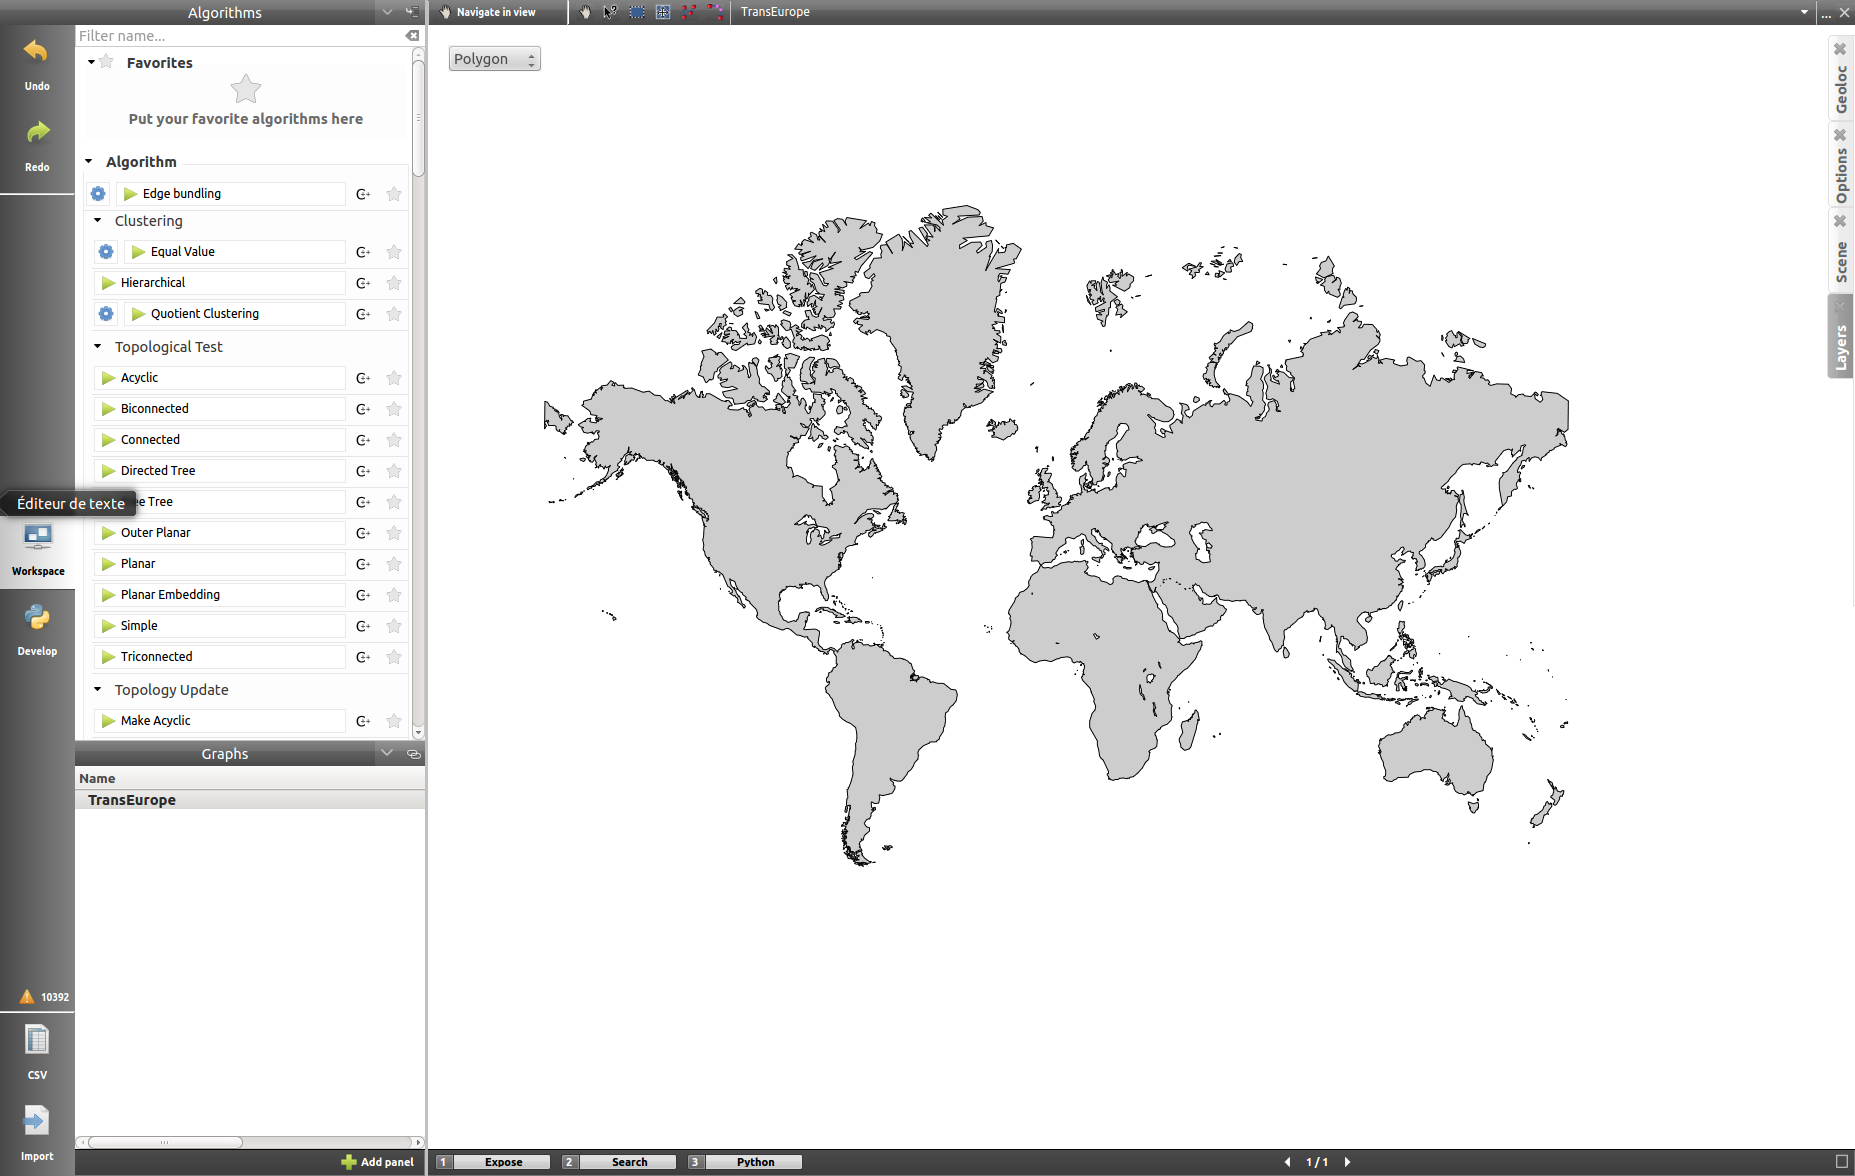 Algorithms
Navigate in view
TransEurope
...
Undo
Redo
Éditeur de texte
Workspace
Develop
10392
CSV
Import
Filter name...
Favorites
Put your favorite algorithms here
Algorithm
Edge bundling
Clustering
Equal Value
Hierarchical
Quotient Clustering
Topological Test
Acyclic
Biconnected
Connected
Directed Tree
ee Tree
Outer Planar
Planar
Planar Embedding
Simple
Triconnected
Topology Update
Make Acyclic
Graphs
Name
TransEurope
Add panel
Polygon
Geoloc
Options
Scene
Layers
1 Expose
2 Search
3 Python
1 / 1